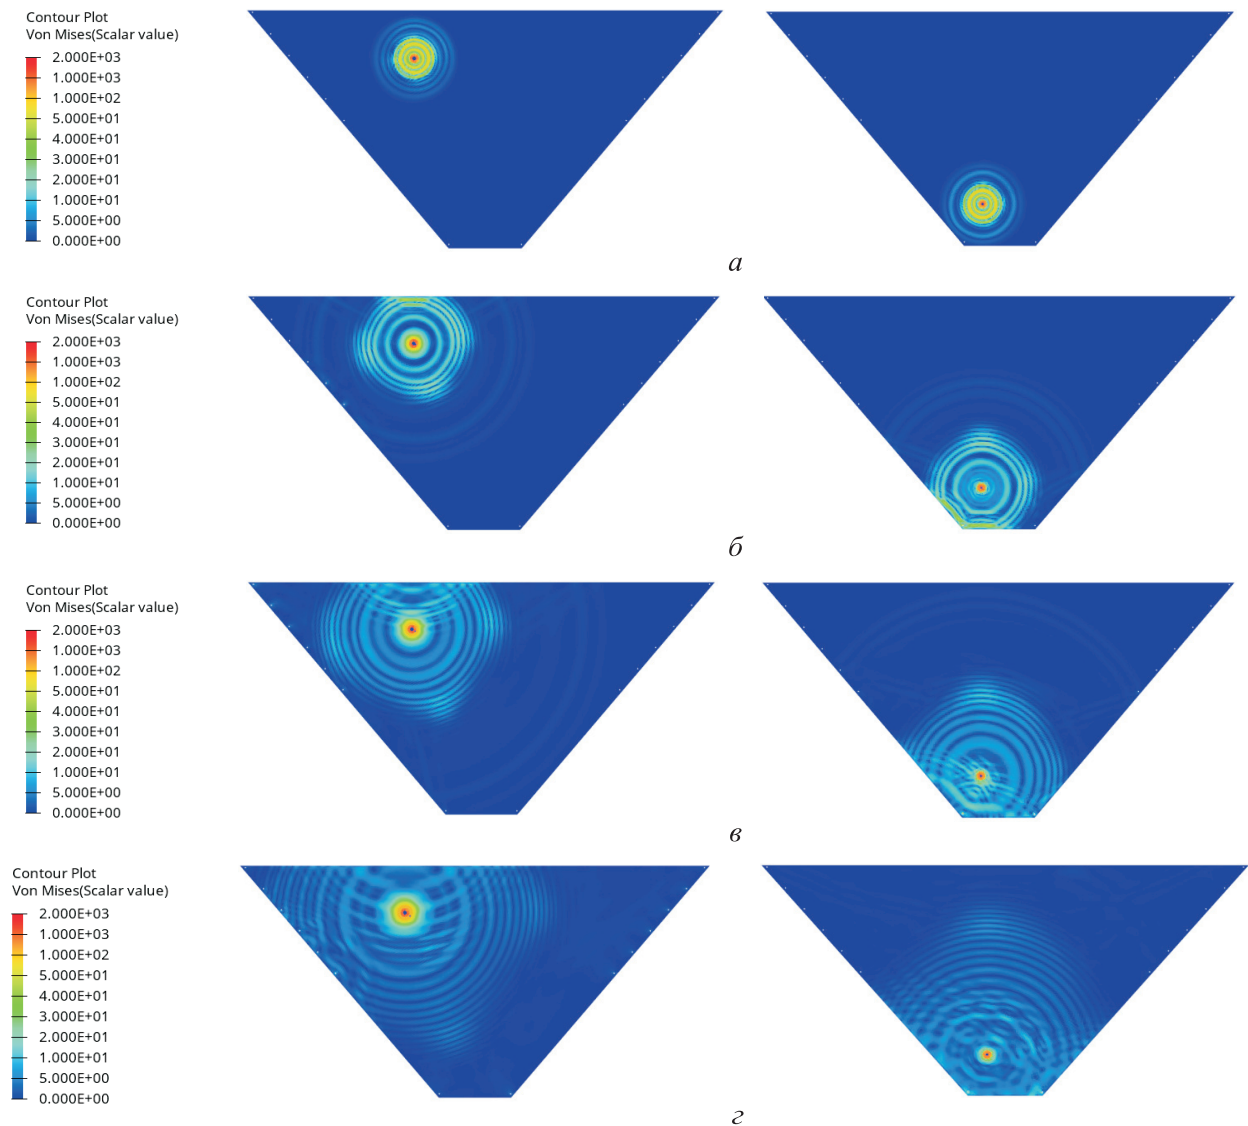 Contour Plot
Von Mises(Scalar value)
2.000E+03
1.000E+03
1.000E+02
5.000E+01
4.000E+01
3.000E+01
2.000E+01
1.000E+01
5.000E+00
0.000E+00
а
Contour Plot
Von Mises(Scalar value)
2.000E+03
1.000E+03
1.000E+02
5.000E+01
4.000E+01
3.000E+01
2.000E+01
1.000E+01
5.000E+00
0.000E+00
б
Contour Plot
Von Mises(Scalar value)
2.000E+03
1.000E+03
1.000E+02
5.000E+01
4.000E+01
3.000E+01
2.000E+01
1.000E+01
5.000E+00
0.000E+00
в
Contour Plot
Von Mises(Scalar value)
2.000E+03
1.000E+03
1.000E+02
5.000E+01
4.000E+01
3.000E+01
2.000E+01
1.000E+01
5.000E+00
0.000E+00
г